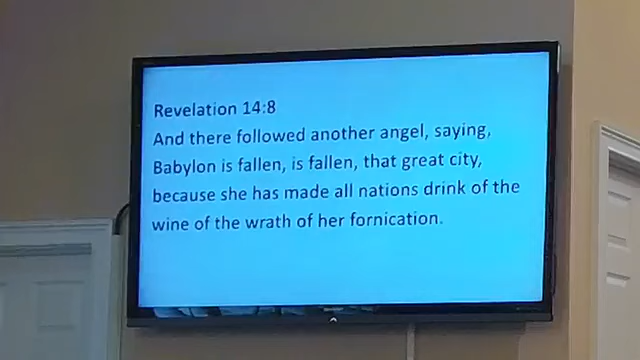 Revelation 14:8
And there followed another angel, saying,
Babylon is fallen, is fallen, that great city,
because she has made all nations drink of the
wine of the wrath of her fornication.